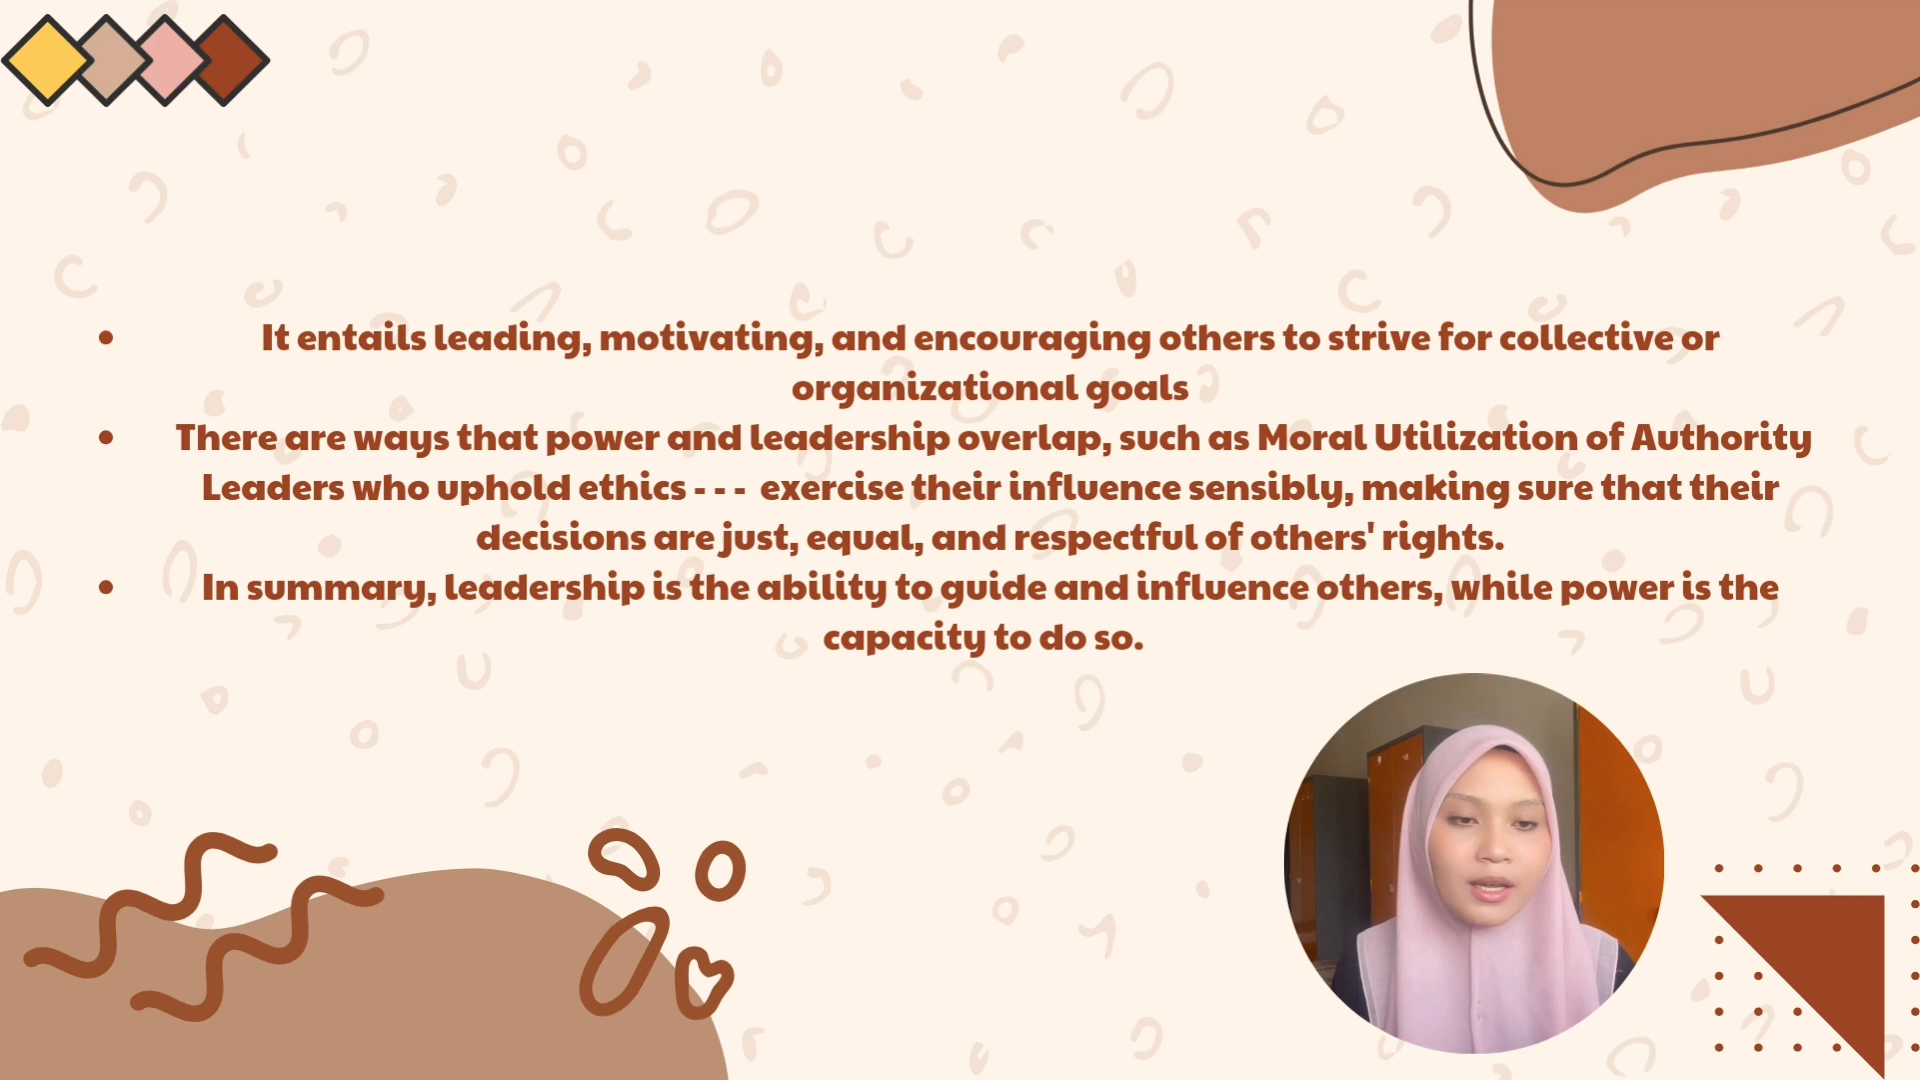 • It entails leading, motivating, and encouraging others to strive for collective or
organizational goals
• There are ways that power and leadership overlap, such as Moral Utilization of Authority
Leaders who uphold ethics - - - exercise their influence sensibly, making sure that their
decisions are just, equal, and respectful of others' rights.
• In summary, leadership is the ability to guide and influence others, while power is the
capacity to do so.